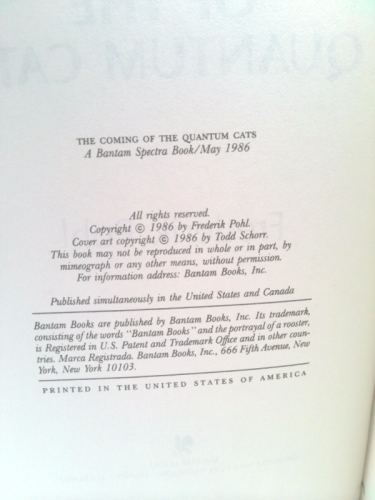 THE COMING OF THE QUANTUM CATS
A Bantam Spectra Book/May 1986
All rights reserved.
Copyright © 1986 by Frederik Pohl.
Cover art copyright © 1986 by Todd Schorr.
This book may not be reproduced in whole or in part, by
mimeograph or any other means, without permission.
For information address: Bantam Books, Inc.
Published simultaneously in the United States and Canada
Bantam Books are published by Bantam Books, Inc. Its trademark,
consisting of the words "Bantam Books" and the portrayal of a rooster,
is Registered in U.S. Patent and Trademark Office and in other coun-
tries. Marca Registrada. Bantam Books, Inc., 666 Fifth Avenue, New
York, New York 10103.
PRINTED IN THE UNITED STATES OF AMERICA